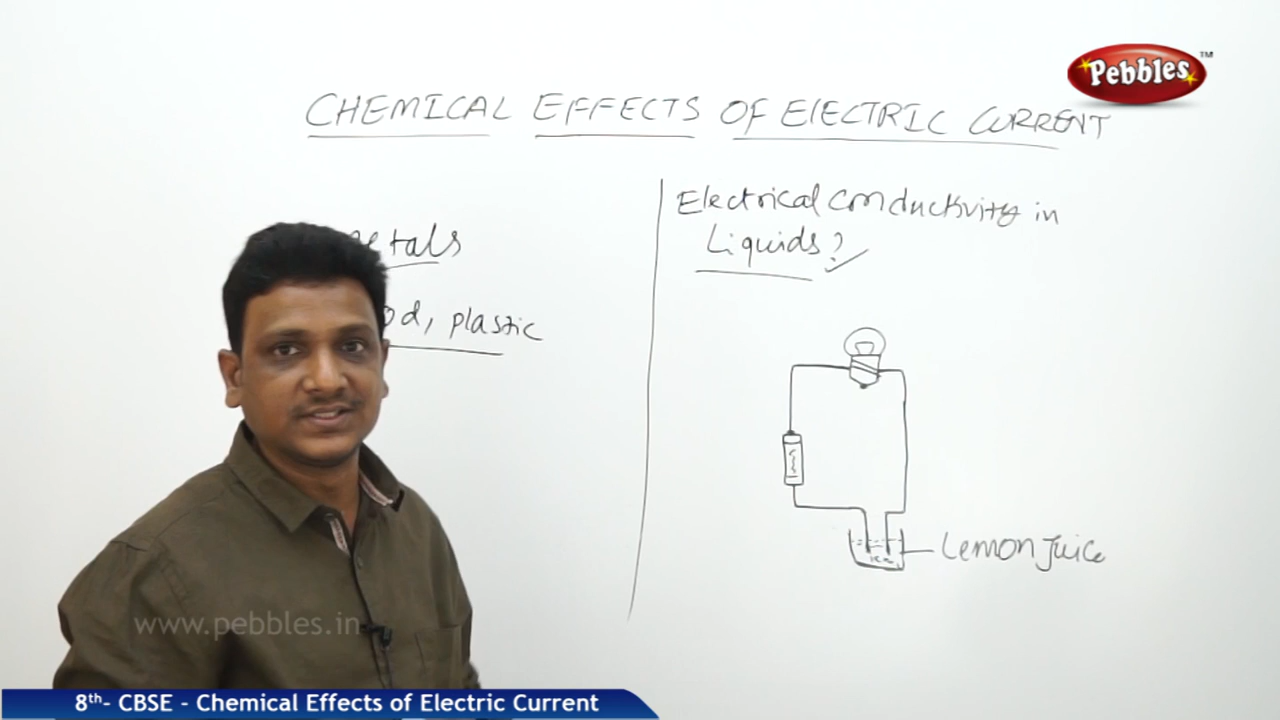 Pebbles™
CHEMICAL EFFECTS OF ElECTRIC CURRENT
Electrical conductivity in
Liquids?
plastic
Lemon Juice
www.pebbles.in
8th- CBSE - Chemical Effects of Electric Current